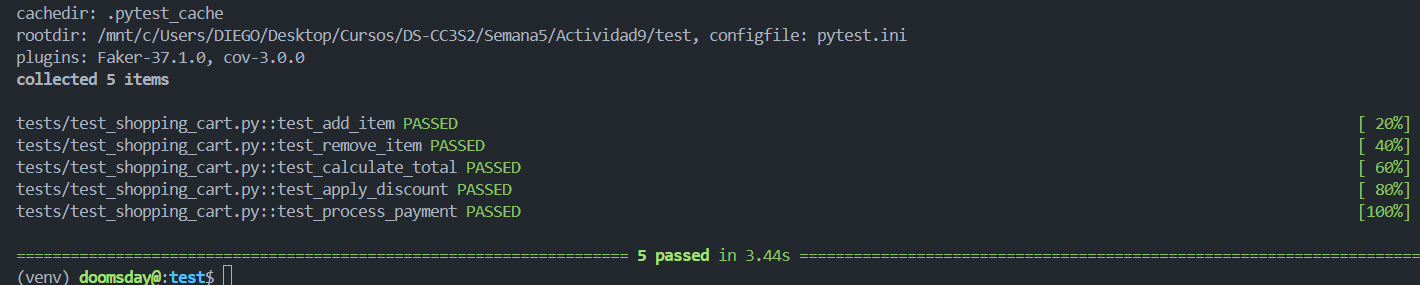 cachedir: .pytest_cache
rootdir: /mnt/c/Users/DIEGO/Desktop/Cursos/DS-CC3S2/Semana5/Actividad9/test, configfile: pytest.ini
plugins: Faker-37.1.0, cov-3.0.0
collected 5 items
tests/test_shopping_cart.py::test_add_item PASSED [ 20%]
tests/test_shopping_cart.py::test_remove_item PASSED [ 40%]
tests/test_shopping_cart.py::test_calculate_total PASSED [ 60%]
tests/test_shopping_cart.py::test_apply_discount PASSED [ 80%]
tests/test_shopping_cart.py::test_process_payment PASSED [100%]
==================================================================== 5 passed in 3.44s =====================================================================
(venv) doomsday@:test$